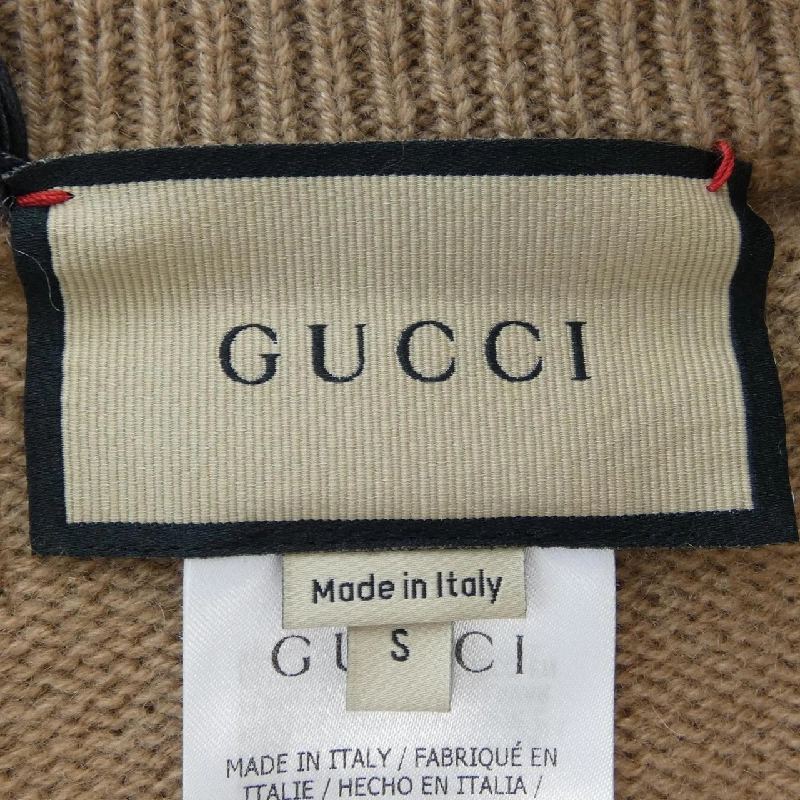 GUCCI
Made in Italy
S
GU CI
MADE IN ITALY / FABRIQUÉ EN
ITALIE / HECHO EN ITALIA /